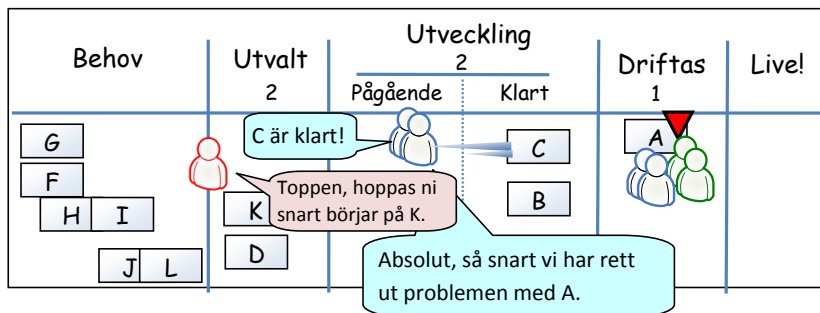 Behov
Utvalt
2
Utveckling
2
Pågående
Klart
Driftas
1
Live!
G
F
H
I
J
L
C är klart!
Toppen, hoppas ni
snart börjar på K.
K
D
C
B
A
Absolut, så snart vi har rett
ut problemen med A.